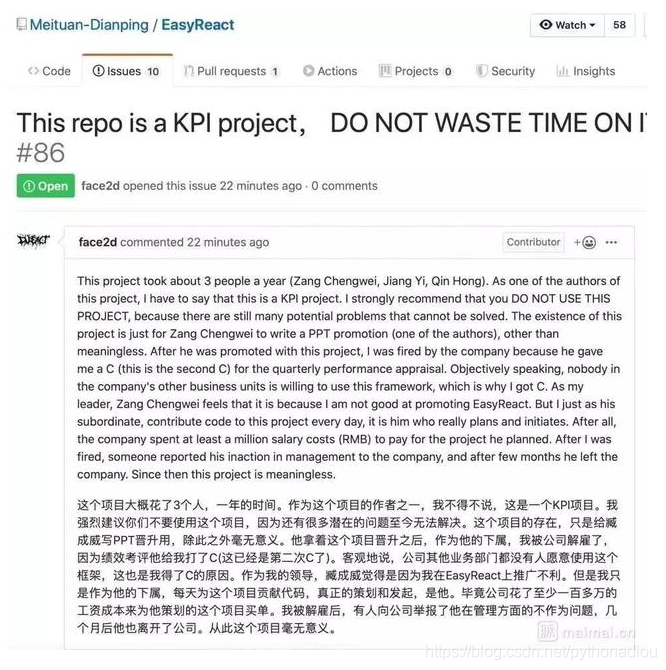 Meituan-Dianping / EasyReact
Watch 58
Code Issues 10 Pull requests 1 Actions Projects 0 Security Insights
This repo is a KPI project, DO NOT WASTE TIME ON I
#86
Open face2d opened this issue 22 minutes ago · 0 comments
face2d commented 22 minutes ago Contributor
This project took about 3 people a year (Zang Chengwei, Jiang Yi, Qin Hong). As one of the authors of
this project, I have to say that this is a KPI project. I strongly recommend that you DO NOT USE THIS
PROJECT, because there are still many potential problems that cannot be solved. The existence of this
project is just for Zang Chengwei to write a PPT promotion (one of the authors), other than
meaningless. After he was promoted with this project, I was fired by the company because he gave
me a C (this is the second C) for the quarterly performance appraisal. Objectively speaking, nobody in
the company's other business units is willing to use this framework, which is why I got C. As my
leader, Zang Chengwei feels that it is because I am not good at promoting EasyReact. But I just as his
subordinate, contribute code to this project every day, it is him who really plans and initiates. After all,
the company spent at least a million salary costs (RMB) to pay for the project he planned. After I was
fired, someone reported his inaction in management to the company, and after few months he left the
company. Since then this project is meaningless.
这个项目大概花了3个人，一年的时间。作为这个项目的作者之一，我不得不说，这是一个KPI项目。我
强烈建议你们不要使用这个项目，因为还有很多潜在的问题至今无法解决。这个项目的存在，只是给臧
成威写PPT晋升用，除此之外毫无意义。他拿着这个项目晋升之后，作为他的下属，我被公司解雇了，
因为绩效考评他给我打了C(这已经是第二次C了)。客观地说，公司其他业务部门都没有人愿意使用这个
框架，这也是我得了C的原因。作为我的领导，臧成威觉得是因为我在EasyReact上推广不利。但是我只
是作为他的下属，每天为这个项目贡献代码，真正的策划和发起，是他。毕竟公司花了至少一百多万的
工资成本来为他策划的这个项目买单。我被解雇后，有人向公司举报了他在管理方面的不作为问题，几
个月后他也离开了公司。从此这个项目毫无意义。
脉 maimai.cn
https://blog.csdn.net/pythonadiou